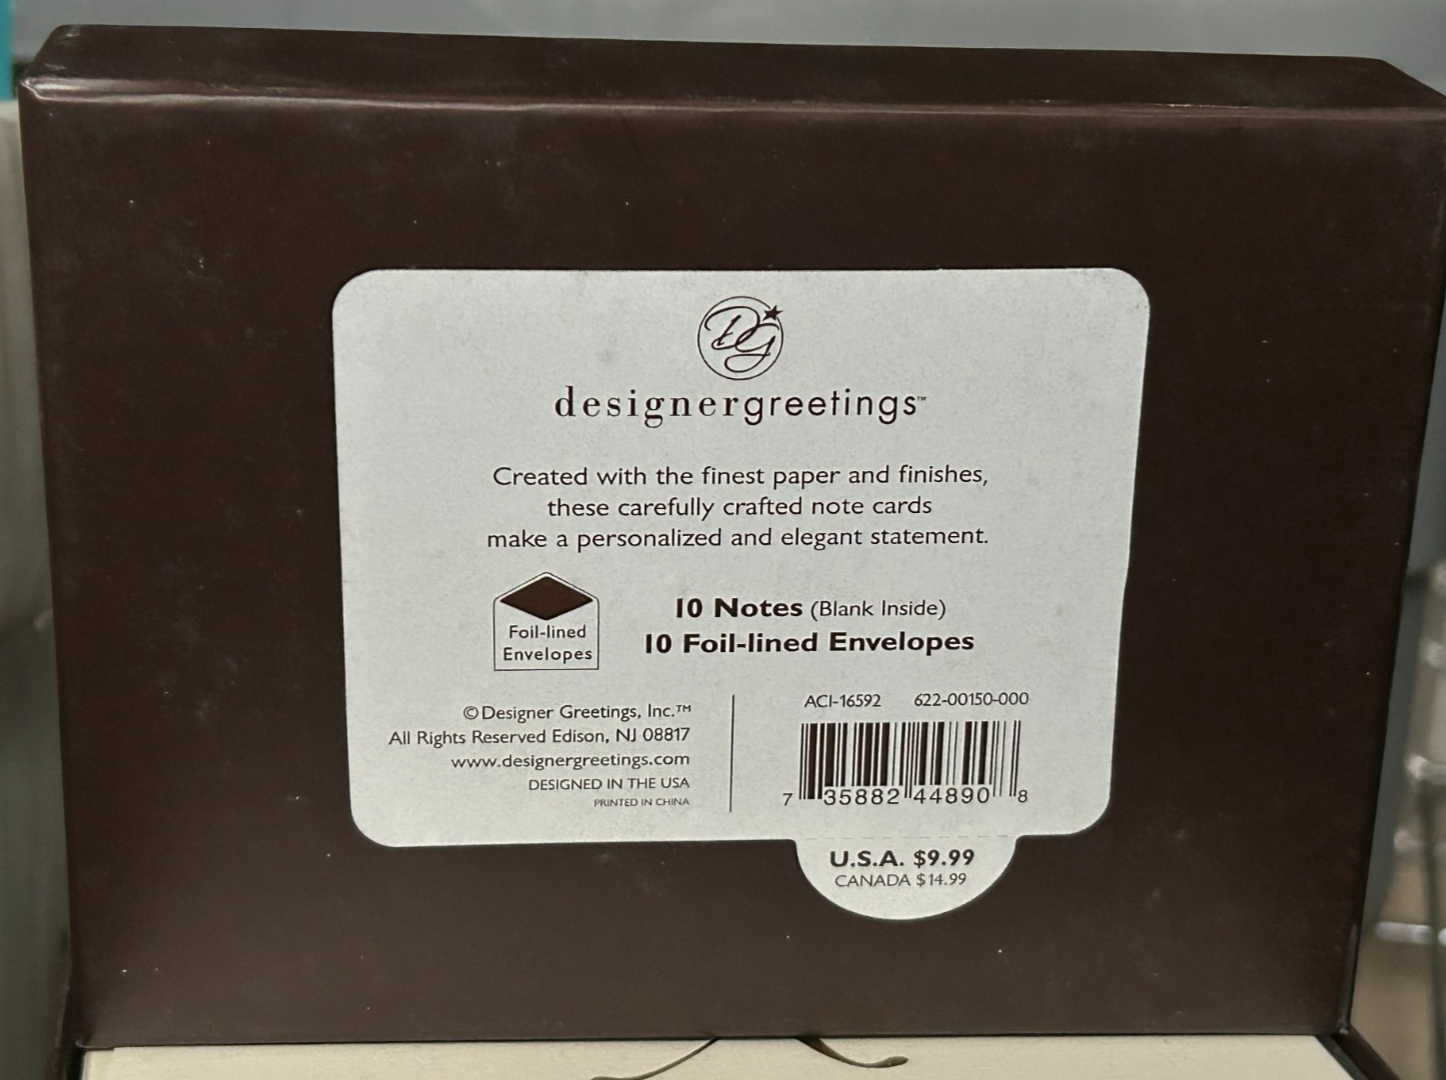 DG
designergreetings™
Created with the finest paper and finishes,
these carefully crafted note cards
make a personalized and elegant statement.
Foil-lined
Envelopes
10 Notes (Blank Inside)
10 Foil-lined Envelopes
© Designer Greetings, Inc.™
All Rights Reserved Edison, NJ 08817
www.designergreetings.com
DESIGNED IN THE USA
PRINTED IN CHINA
ACI-16592 622-00150-000
7 35882 44890 8
U.S.A. $9.99
CANADA $14.99